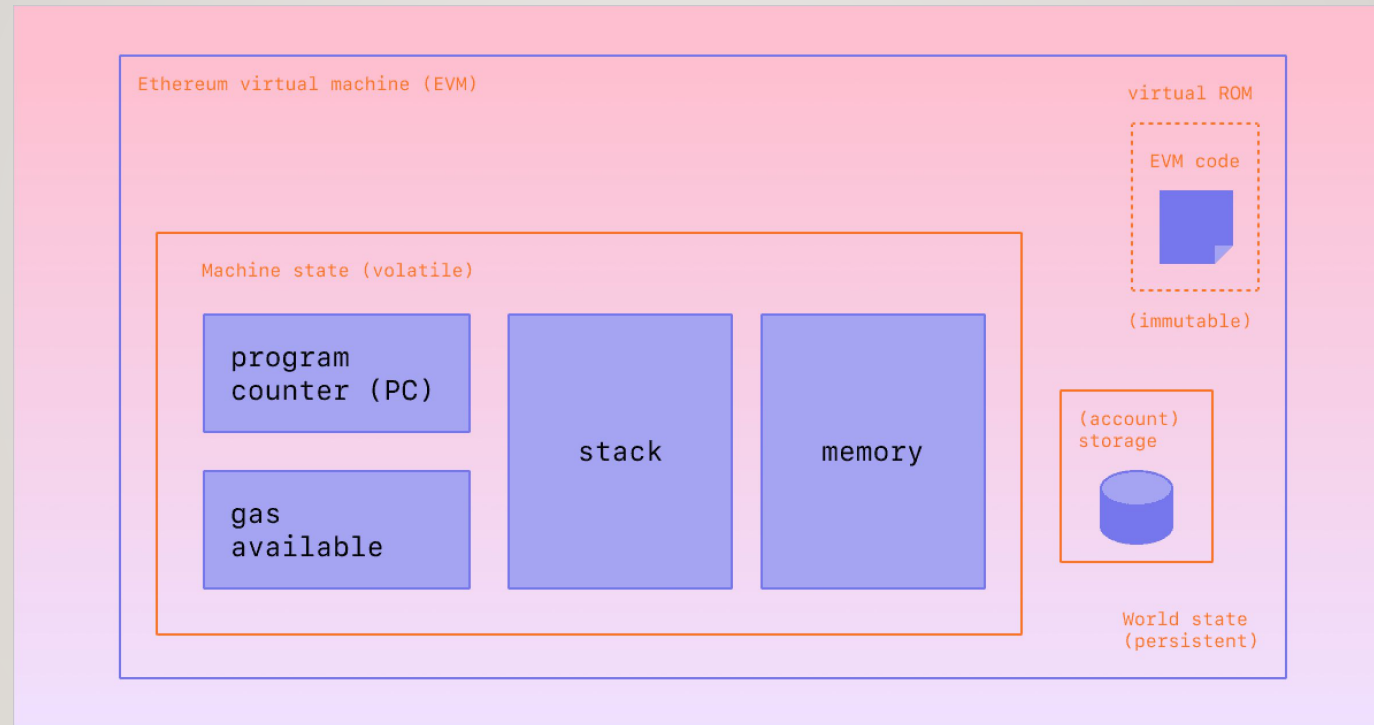 Ethereum virtual machine (EVM)
virtual ROM
EVM code
(immutable)
Machine state (volatile)
program
counter (PC)
gas
available
stack
memory
(account)
storage
World state
(persistent)